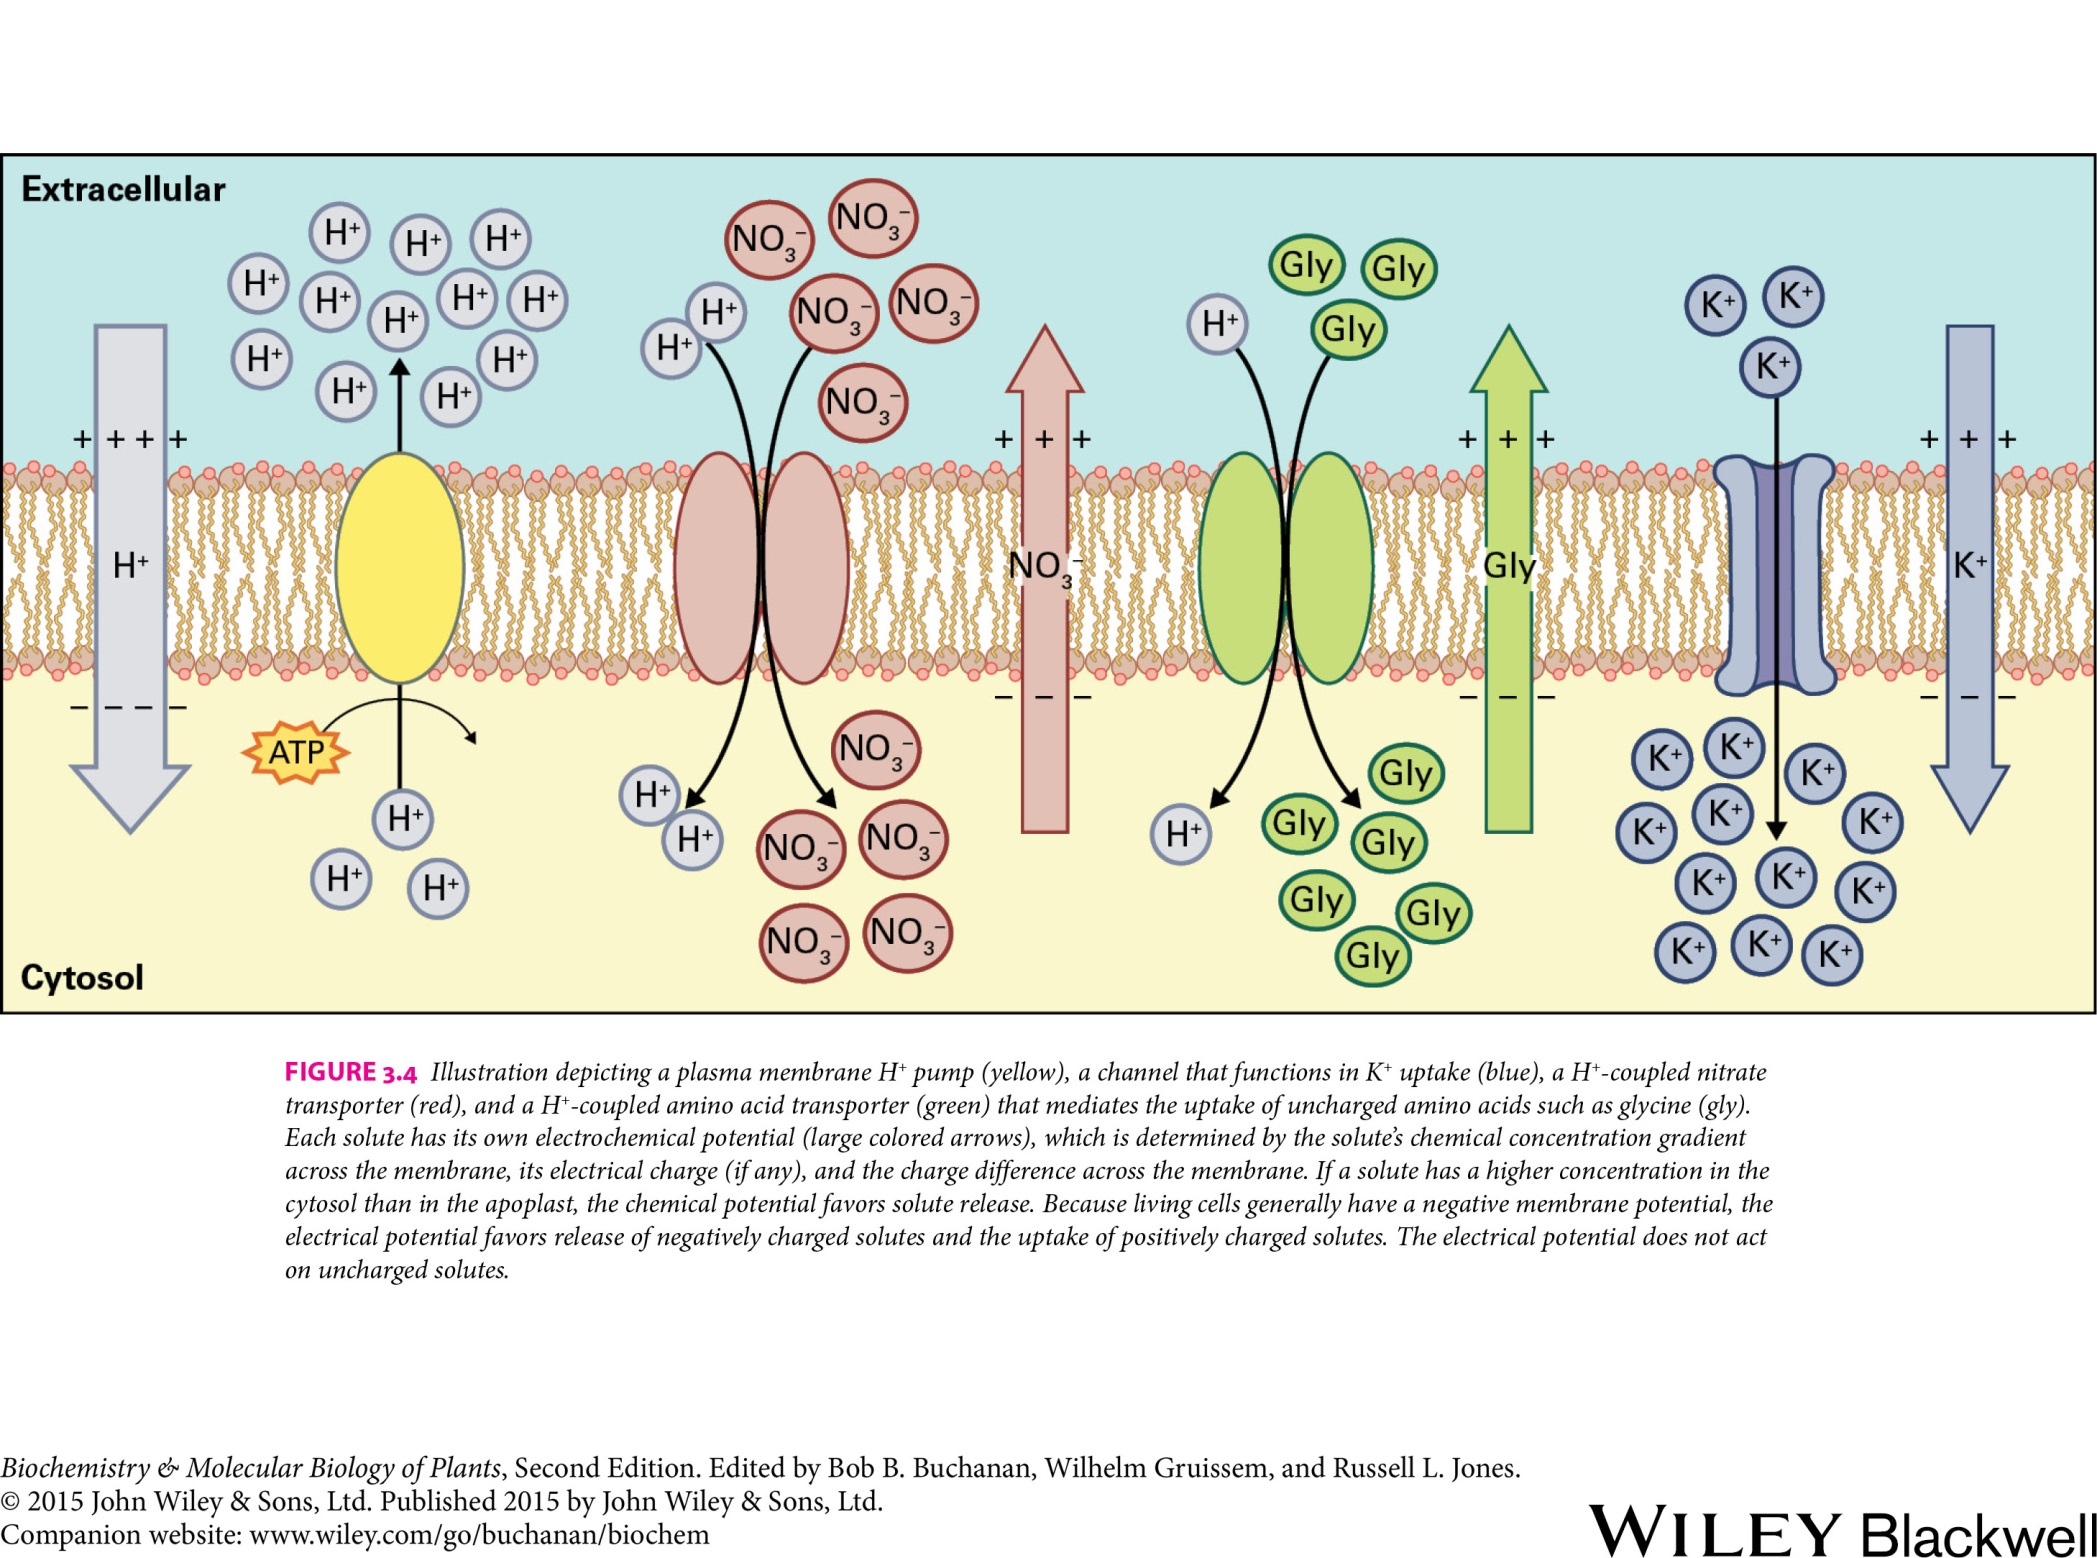 Extracellular
H⁺ H⁺ H⁺
H⁺ H⁺ H⁺ H⁺ H⁺
H⁺ H⁺
H⁺ H⁺
NO₃⁻ NO₃⁻
NO₃⁻ NO₃⁻
NO₃⁻
H⁺
H⁺
H⁺
Gly Gly
Gly
K⁺ K⁺
K⁺
+ + + +
+ + +
+ + +
+ + +
H⁺
NO₃⁻
Gly
K⁺
– – – –
– – –
– – –
– – –
ATP
H⁺
H⁺ H⁺
H⁺
H⁺
NO₃⁻
NO₃⁻ NO₃⁻
NO₃⁻ NO₃⁻
H⁺
Gly
Gly Gly
Gly Gly
Gly
K⁺ K⁺ K⁺
K⁺ K⁺ K⁺
K⁺ K⁺ K⁺
K⁺ K⁺ K⁺
Cytosol
FIGURE 3.4 Illustration depicting a plasma membrane H⁺ pump (yellow), a channel that functions in K⁺ uptake (blue), a H⁺-coupled nitrate
transporter (red), and a H⁺-coupled amino acid transporter (green) that mediates the uptake of uncharged amino acids such as glycine (gly).
Each solute has its own electrochemical potential (large colored arrows), which is determined by the solute's chemical concentration gradient
across the membrane, its electrical charge (if any), and the charge difference across the membrane. If a solute has a higher concentration in the
cytosol than in the apoplast, the chemical potential favors solute release. Because living cells generally have a negative membrane potential, the
electrical potential favors release of negatively charged solutes and the uptake of positively charged solutes. The electrical potential does not act
on uncharged solutes.
Biochemistry & Molecular Biology of Plants, Second Edition. Edited by Bob B. Buchanan, Wilhelm Gruissem, and Russell L. Jones.
© 2015 John Wiley & Sons, Ltd. Published 2015 by John Wiley & Sons, Ltd.
Companion website: www.wiley.com/go/buchanan/biochem
WILEY Blackwell